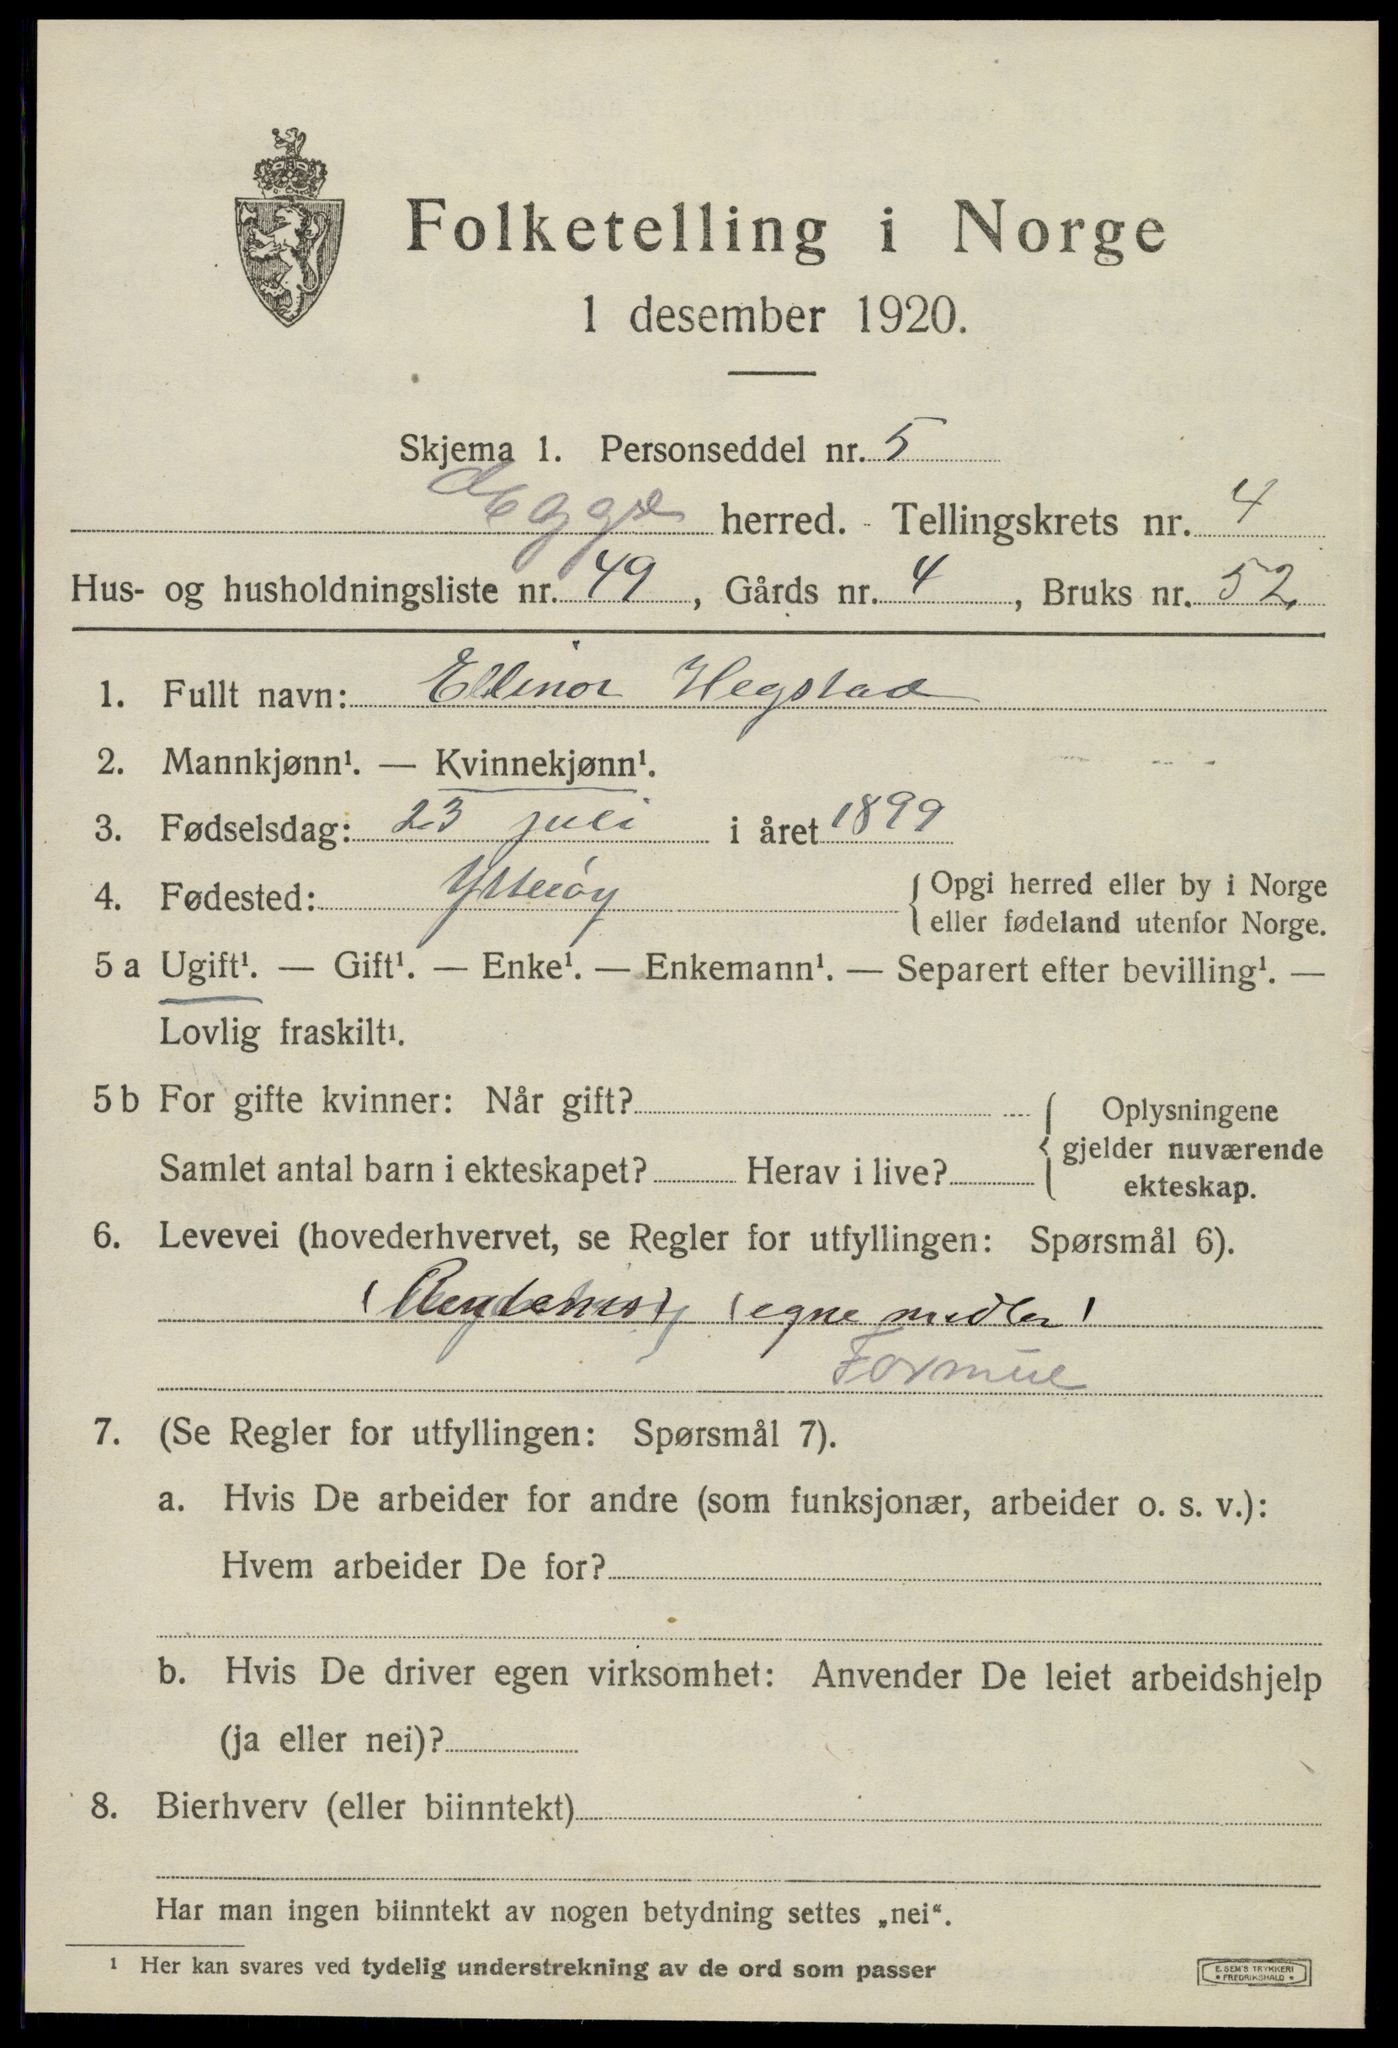 Folketelling i Norge
1 desember 1920.
Skjema 1. Personseddel nr. 5
Egge herred. - Tellingskrets nr. 4
Hus- og husholdningsliste nr. 49, Gårds nr. 4, Bruks nr. 52.
1. Fullt navn: Ellinor Hegstad
2. Mannkjønn¹. — Kvinnekjønn¹.
3. Fødselsdag: 23 juli i året 1899
4. Fødested: Ytterøy { Opgi herred eller by i Norge
eller fødeland utenfor Norge.
5 a Ugift¹. — Gift¹. — Enke¹. — Enkemann¹. — Separert efter bevilling¹. —
Lovlig fraskilt¹.
5 b For gifte kvinner: Når gift? { Oplysningene
gjelder nuværende
Samlet antal barn i ekteskapet? Herav i live?
ekteskap.
6. Levevei (hovederhvervet, se Regler for utfyllingen: Spørsmål 6).
(egne midler)
Formue
7. (Se Regler for utfyllingen: Spørsmål 7).
a. Hvis De arbeider for andre (som funksjonær, arbeider o. s. v.):
Hvem arbeider De for?
b. Hvis De driver egen virksomhet: Anvender De leiet arbeidshjelp
(ja eller nei)?
8. Bierhverv (eller biinntekt)
Har man ingen biinntekt av nogen betydning settes „nei“.
¹ Her kan svares ved tydelig understrekning av de ord som passer
E. SEM'S TRYKKERI
* FREDRIKSHALD *